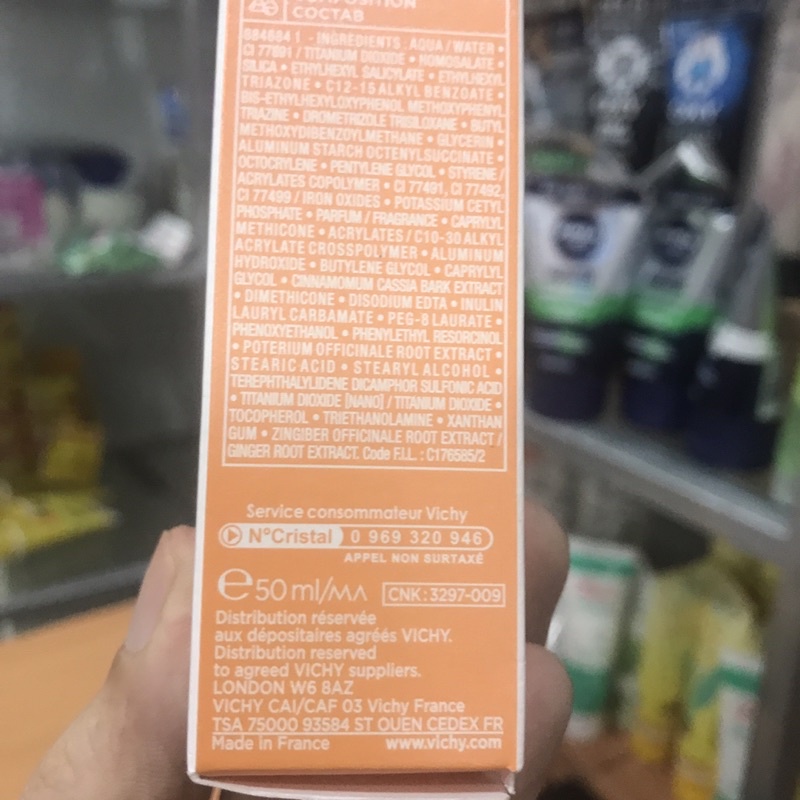 COMPOSITION
СОСТАВ
884684 1 - INGREDIENTS : AQUA / WATER •
CI 77891 / TITANIUM DIOXIDE • HOMOSALATE •
SILICA • ETHYLHEXYL SALICYLATE • ETHYLHEXYL
TRIAZONE • C12-15 ALKYL BENZOATE •
BIS-ETHYLHEXYLOXYPHENOL METHOXYPHENYL
TRIAZINE • DROMETRIZOLE TRISILOXANE • BUTYL
METHOXYDIBENZOYLMETHANE • GLYCERIN •
ALUMINUM STARCH OCTENYLSUCCINATE •
OCTOCRYLENE • PENTYLENE GLYCOL • STYRENE /
ACRYLATES COPOLYMER • CI 77491, CI 77492,
CI 77499 / IRON OXIDES • POTASSIUM CETYL
PHOSPHATE • PARFUM / FRAGRANCE • CAPRYLYL
METHICONE • ACRYLATES / C10-30 ALKYL
ACRYLATE CROSSPOLYMER • ALUMINUM
HYDROXIDE • BUTYLENE GLYCOL • CAPRYLYL
GLYCOL • CINNAMOMUM CASSIA BARK EXTRACT
• DIMETHICONE • DISODIUM EDTA • INULIN
LAURYL CARBAMATE • PEG-8 LAURATE •
PHENOXYETHANOL • PHENYLETHYL RESORCINOL
• POTERIUM OFFICINALE ROOT EXTRACT •
STEARIC ACID • STEARYL ALCOHOL •
TEREPHTHALYLIDENE DICAMPHOR SULFONIC ACID
• TITANIUM DIOXIDE [NANO] / TITANIUM DIOXIDE •
TOCOPHEROL • TRIETHANOLAMINE • XANTHAN
GUM • ZINGIBER OFFICINALE ROOT EXTRACT /
GINGER ROOT EXTRACT. Code F.I.L. : C176585/2
Service consommateur Vichy
N°Cristal 0 969 320 946
APPEL NON SURTAXÉ
e 50 ml/МЛ CNK : 3297-009
Distribution réservée
aux dépositaires agréés VICHY.
Distribution reserved
to agreed VICHY suppliers.
LONDON W6 8AZ
VICHY CAI/CAF 03 Vichy France
TSA 75000 93584 ST OUEN CEDEX FR
Made in France www.vichy.com